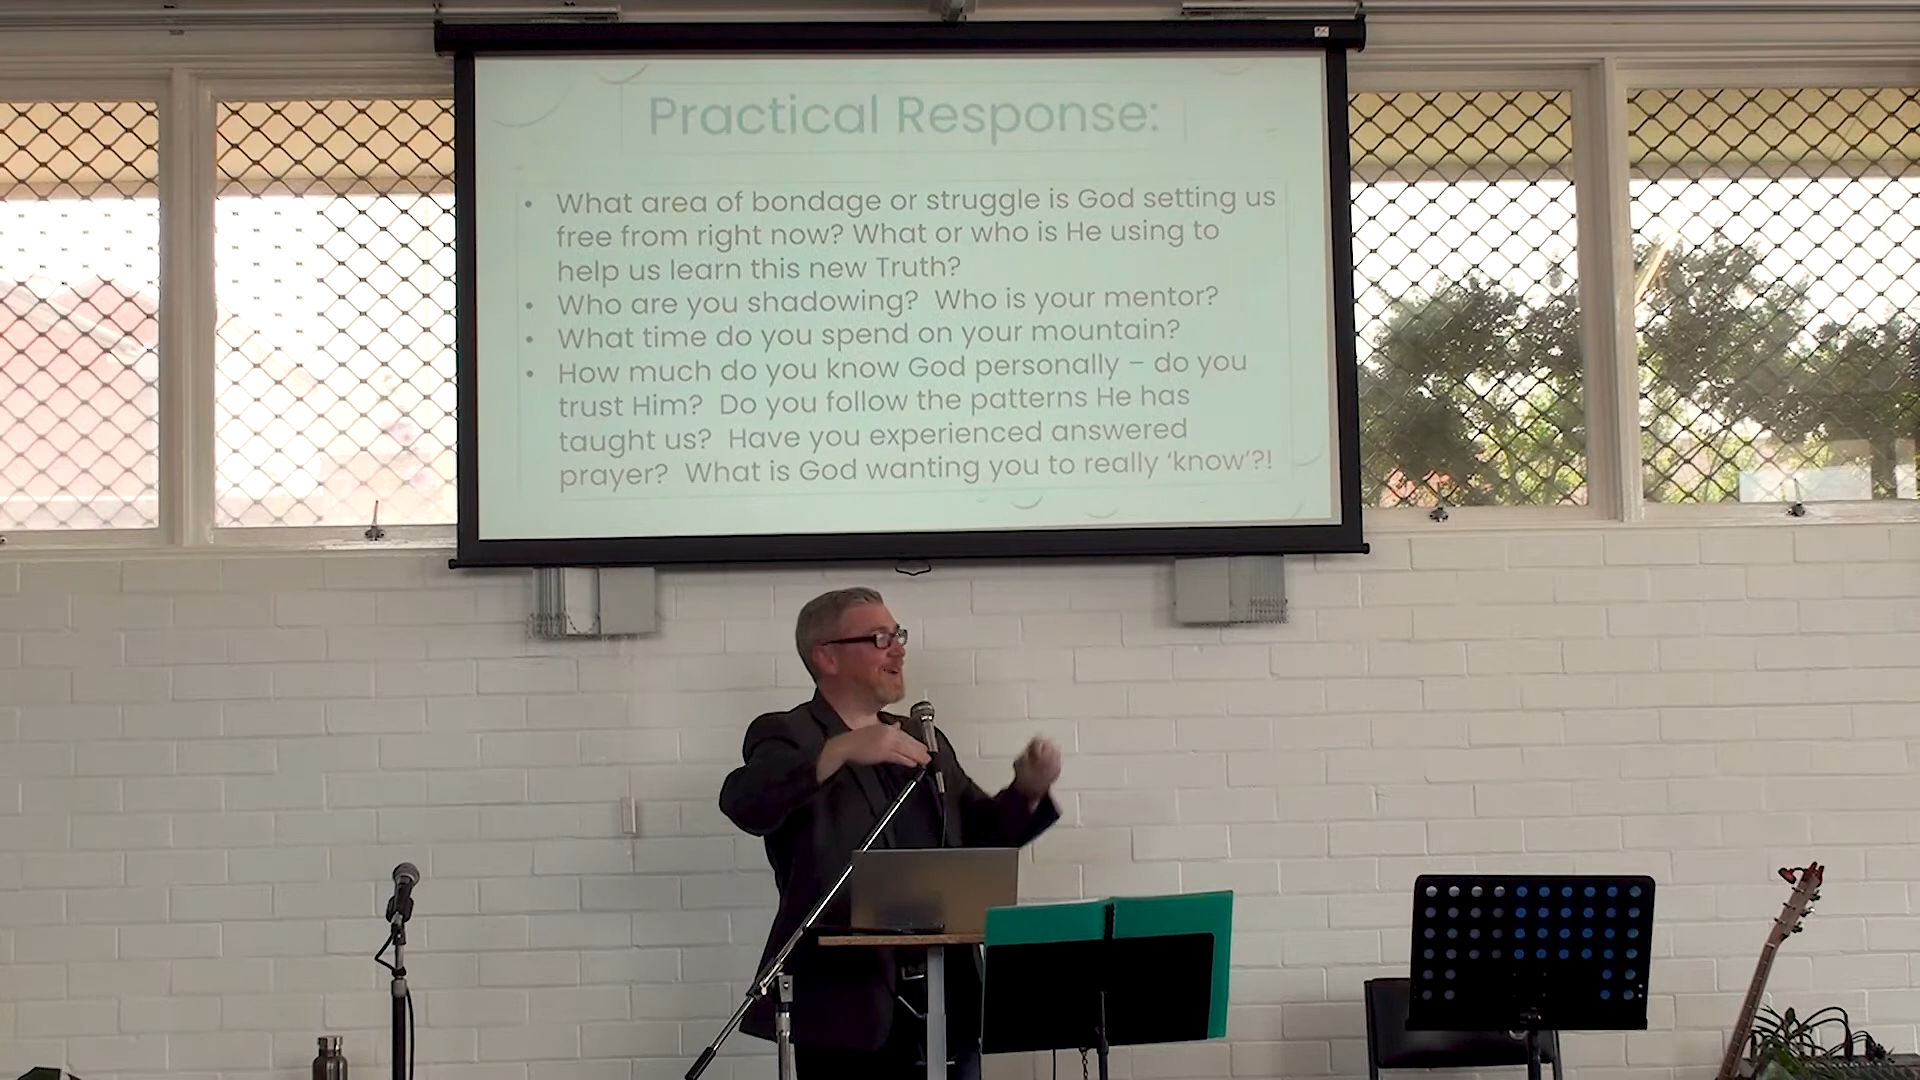 Practical Response:
• What area of bondage or struggle is God setting us
free from right now? What or who is He using to
help us learn this new Truth?
• Who are you shadowing?  Who is your mentor?
• What time do you spend on your mountain?
• How much do you know God personally – do you
trust Him?  Do you follow the patterns He has
taught us?  Have you experienced answered
prayer?  What is God wanting you to really ‘know’?!